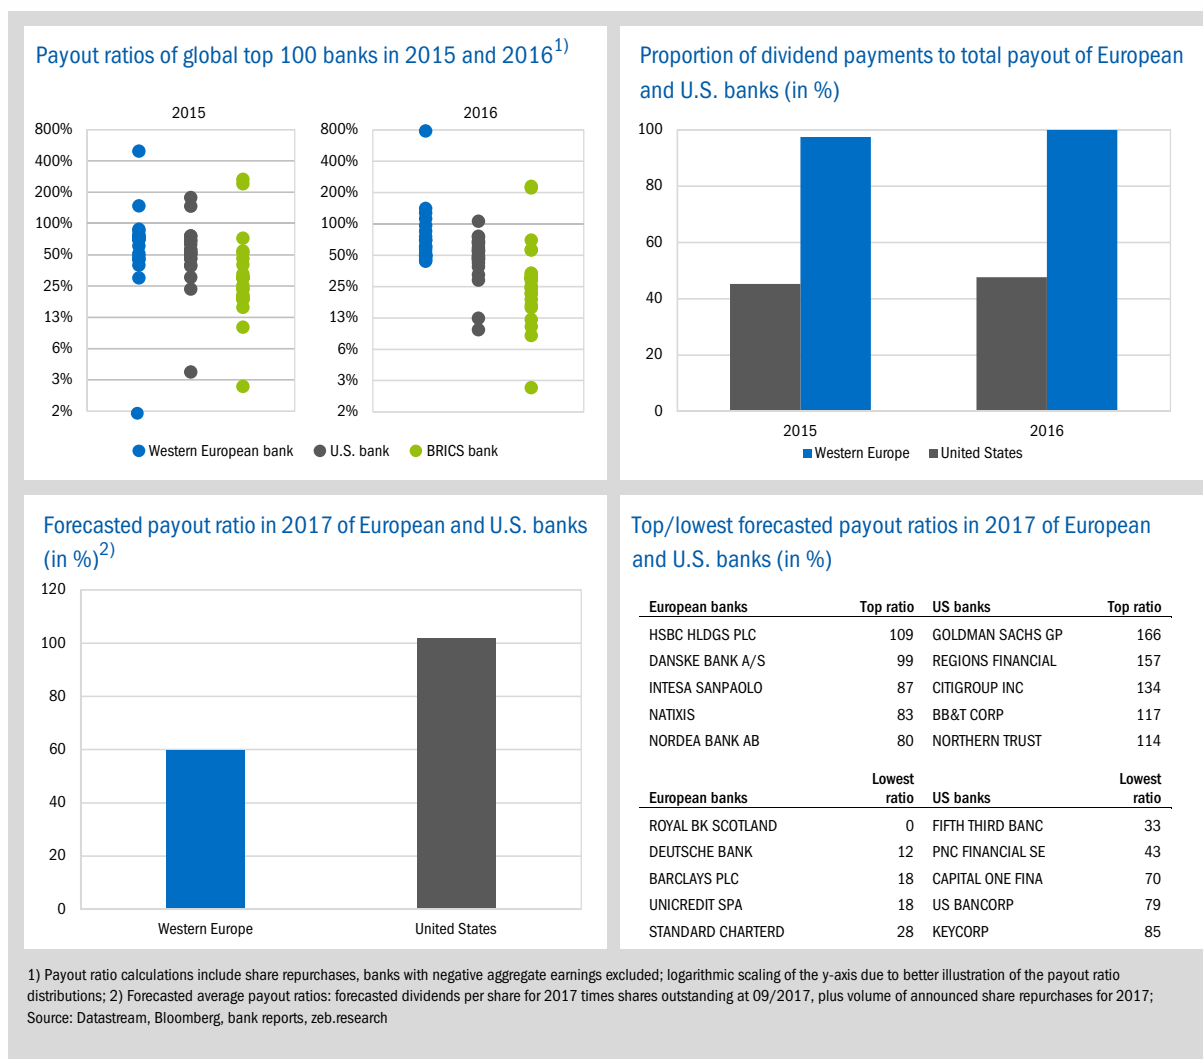 Payout ratios of global top 100 banks in 2015 and 2016 1)
2015
800%
400%
200%
100%
50%
25%
13%
6%
3%
2%
2016
800%
400%
200%
100%
50%
25%
13%
6%
3%
2%
Western European bank U.S. bank BRICS bank
Proportion of dividend payments to total payout of European
and U.S. banks (in %)
100
80
60
40
20
0
2015 2016
Western Europe United States
Forecasted payout ratio in 2017 of European and U.S. banks
(in %) 2)
120
100
80
60
40
20
0
Western Europe United States
Top/lowest forecasted payout ratios in 2017 of European
and U.S. banks (in %)
European banks Top ratio US banks Top ratio
HSBC HLDGS PLC 109 GOLDMAN SACHS GP 166
DANSKE BANK A/S 99 REGIONS FINANCIAL 157
INTESA SANPAOLO 87 CITIGROUP INC 134
NATIXIS 83 BB&T CORP 117
NORDEA BANK AB 80 NORTHERN TRUST 114
Lowest Lowest
European banks ratio US banks ratio
ROYAL BK SCOTLAND 0 FIFTH THIRD BANC 33
DEUTSCHE BANK 12 PNC FINANCIAL SE 43
BARCLAYS PLC 18 CAPITAL ONE FINA 70
UNICREDIT SPA 18 US BANCORP 79
STANDARD CHARTERD 28 KEYCORP 85
1) Payout ratio calculations include share repurchases, banks with negative aggregate earnings excluded; logarithmic scaling of the y-axis due to better illustration of the payout ratio
distributions; 2) Forecasted average payout ratios: forecasted dividends per share for 2017 times shares outstanding at 09/2017, plus volume of announced share repurchases for 2017;
Source: Datastream, Bloomberg, bank reports, zeb.research